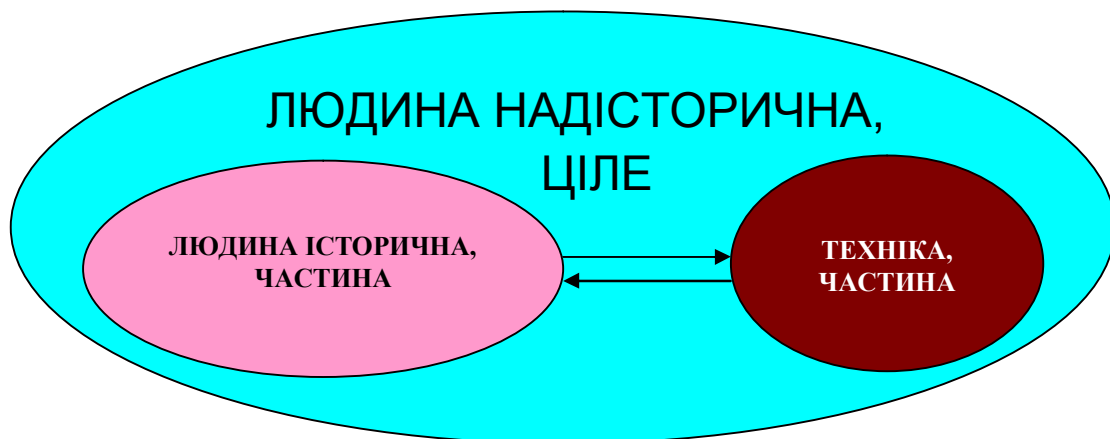 ЛЮДИНА НАДІСТОРИЧНА,
ЦІЛЕ
ЛЮДИНА ІСТОРИЧНА,
ЧАСТИНА
ТЕХНІКА,
ЧАСТИНА